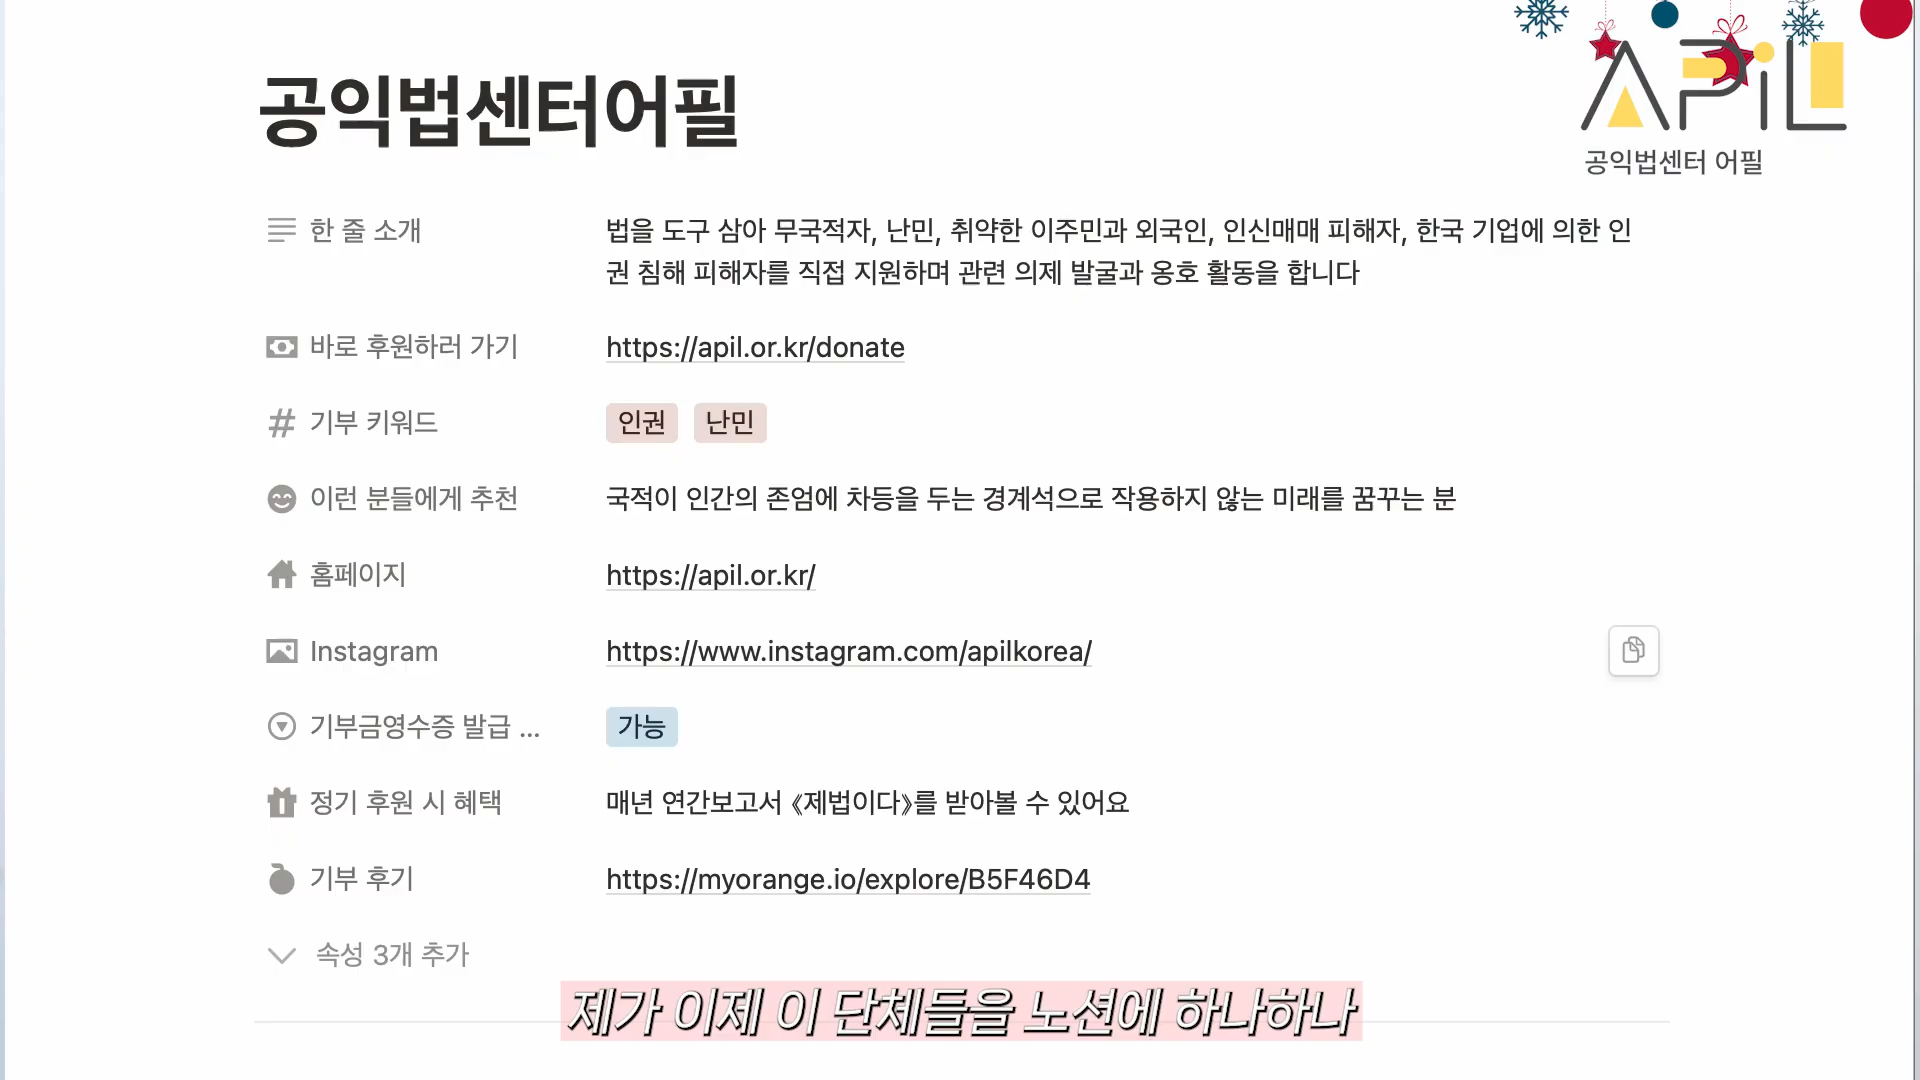 공익법센터어필
APiL
공익법센터 어필
한 줄 소개
법을 도구 삼아 무국적자, 난민, 취약한 이주민과 외국인, 인신매매 피해자, 한국 기업에 의한 인
권 침해 피해자를 직접 지원하며 관련 의제 발굴과 옹호 활동을 합니다
바로 후원하러 가기
https://apil.or.kr/donate
# 기부 키워드
인권 난민
이런 분들에게 추천
국적이 인간의 존엄에 차등을 두는 경계석으로 작용하지 않는 미래를 꿈꾸는 분
홈페이지
https://apil.or.kr/
Instagram
https://www.instagram.com/apilkorea/
기부금영수증 발급 ...
가능
정기 후원 시 혜택
매년 연간보고서 《제법이다》를 받아볼 수 있어요
기부 후기
https://myorange.io/explore/B5F46D4
속성 3개 추가
제가 이제 이 단체들을 노션에 하나하나